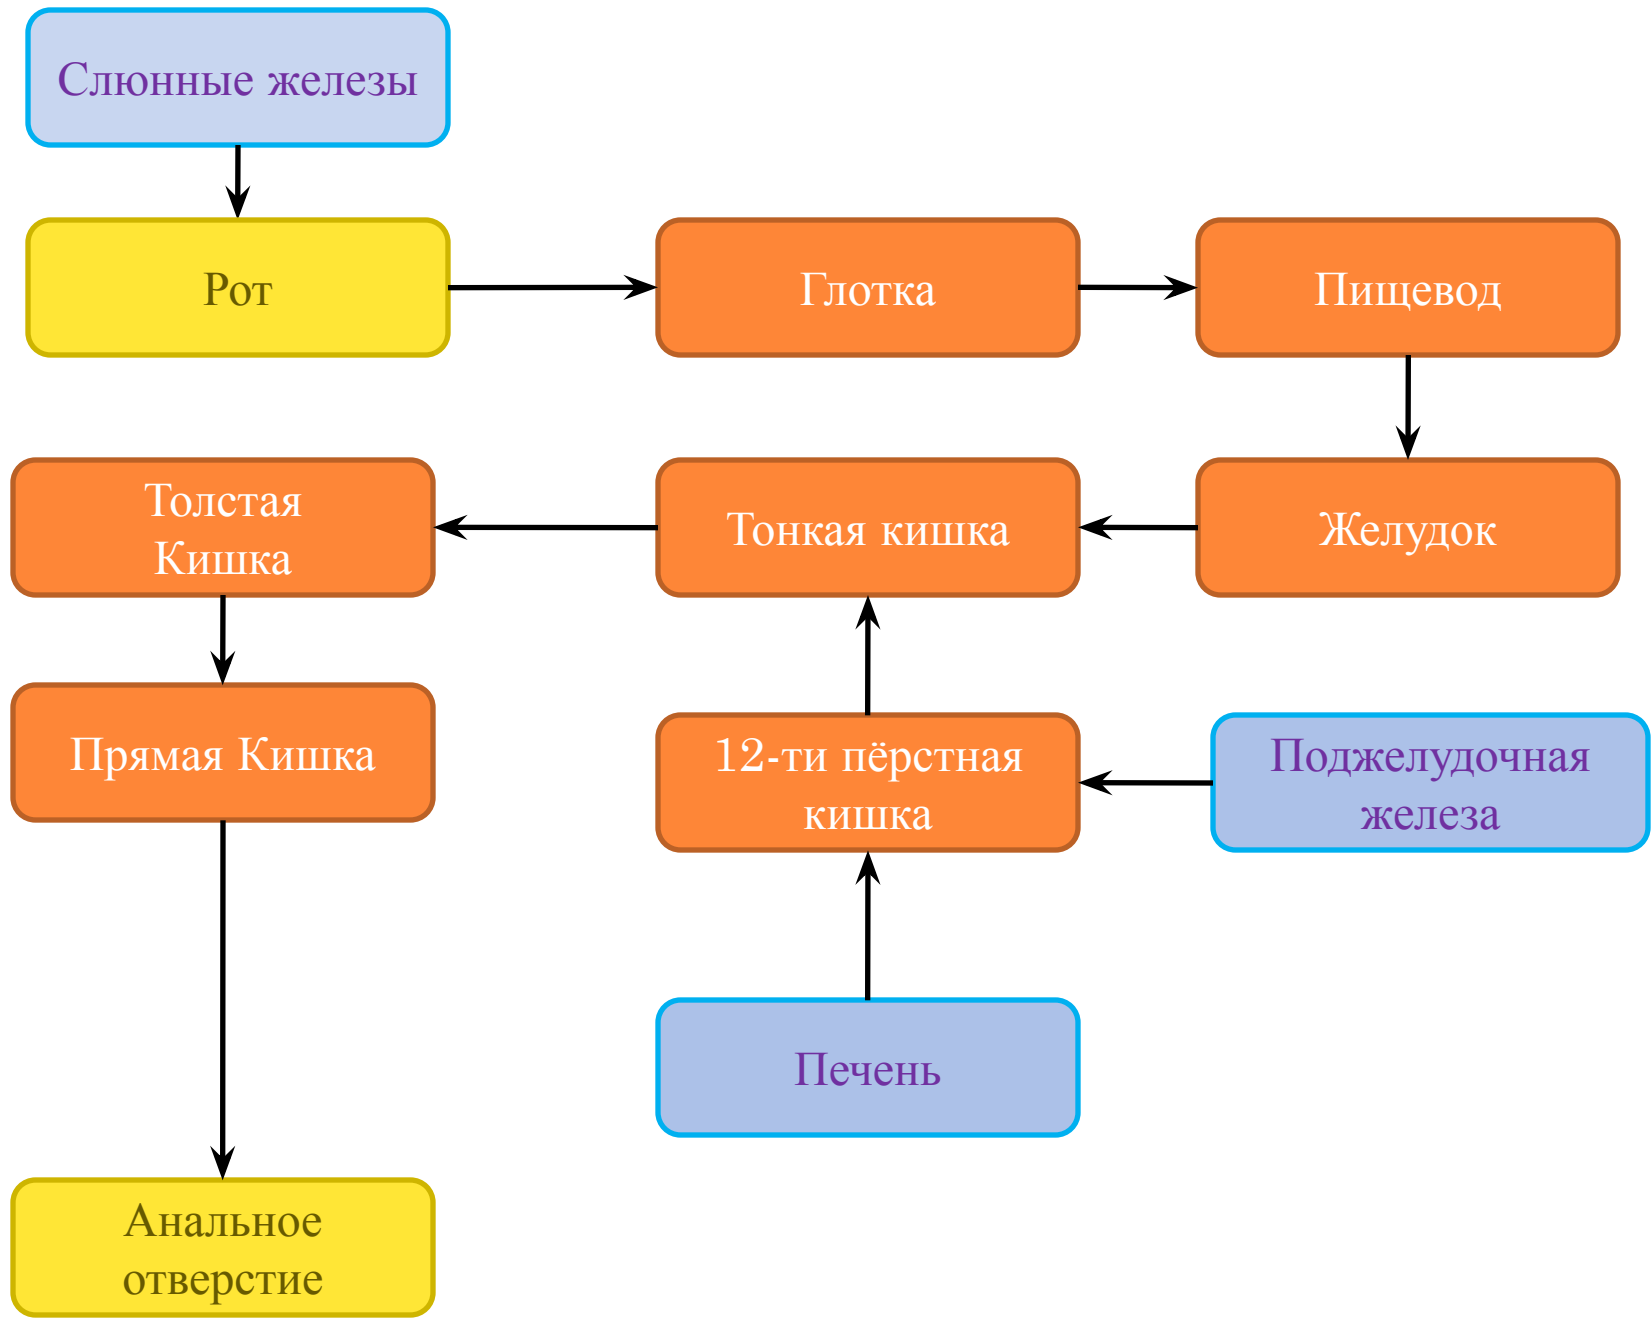 Слюнные железы
Рот
Глотка
Пищевод
Толстая
Кишка
Тонкая кишка
Желудок
Прямая Кишка
12-ти пёрстная
кишка
Поджелудочная
железа
Печень
Анальное
отверстие